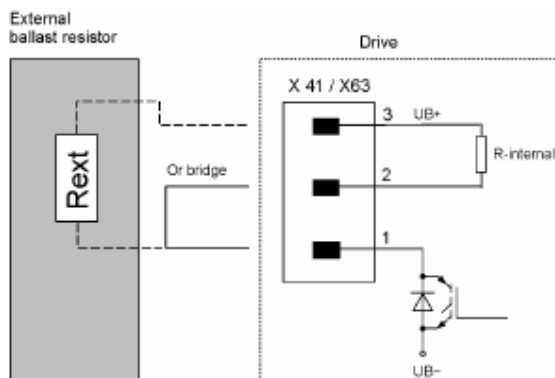 External
ballast resistor
Drive
X 41 / X63
3
UB+
R-internal
Or bridge
2
Rext
1
UB-